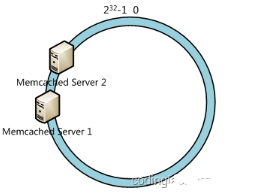 2³²-1 0
Memcached Server 2
Memcached Server 1